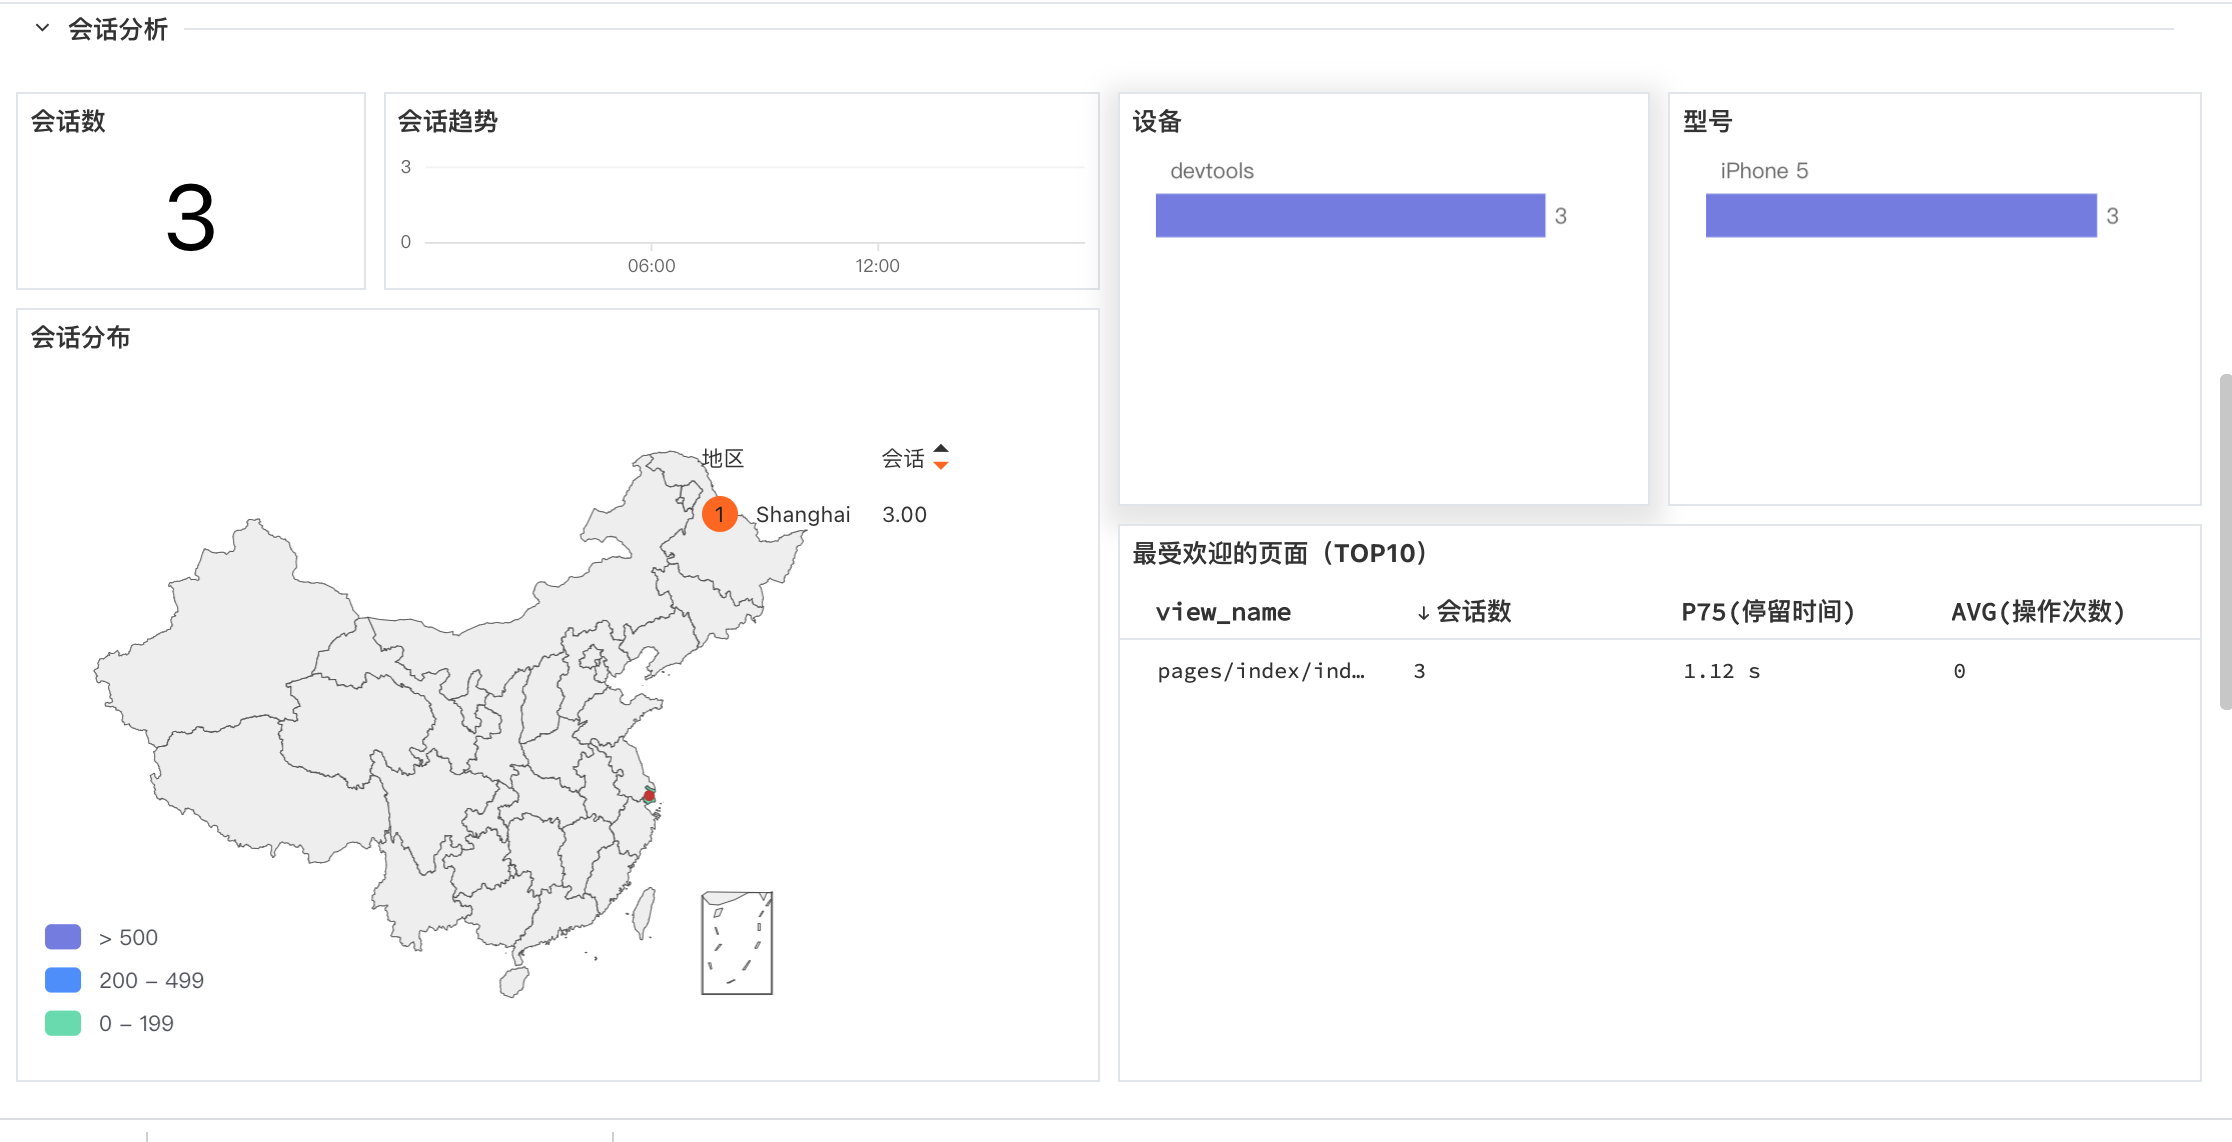 会话分析
会话数
3
会话趋势
3
0
06:00
12:00
设备
devtools
3
型号
iPhone 5
3
会话分布
地区 会话
1 Shanghai 3.00
> 500
200 – 499
0 – 199
最受欢迎的页面（TOP10）
view_name ↓ 会话数 P75(停留时间) AVG(操作次数)
pages/index/ind… 3 1.12 s 0